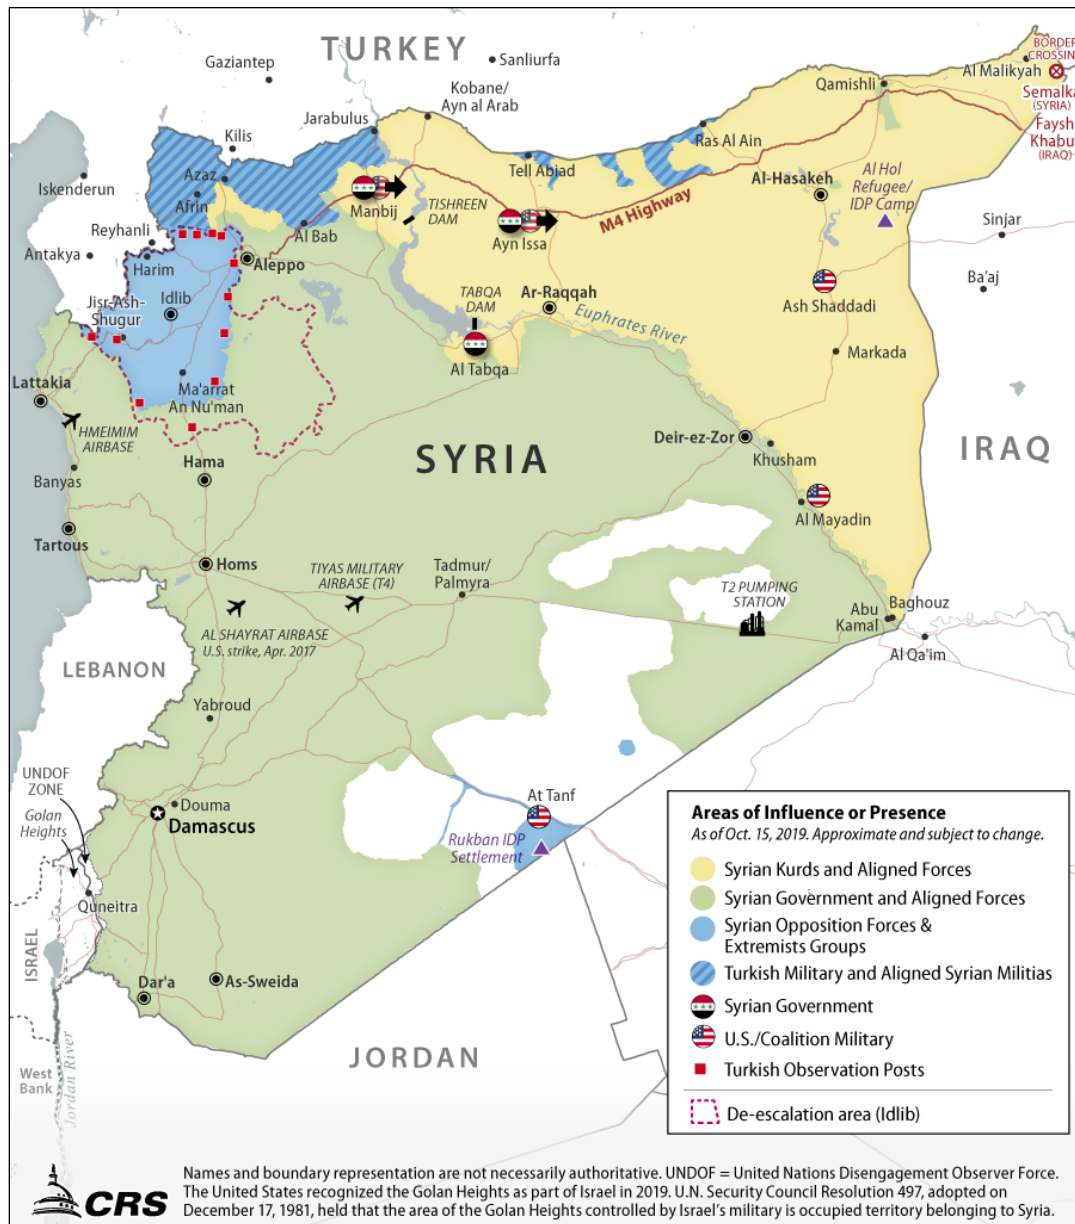 TURKEY
Gaziantep
Sanliurfa
BORDER
CROSSING
Al Malikyah
Semalka
(SYRIA)
Faysh
Khabur
(IRAQ)
Qamishli
Kobane/
Ayn al Arab
Jarabulus
Kilis
Ras Al Ain
Tell Abiad
Azaz
Afrin
Iskenderun
Al-Hasakeh
Al Hol
Refugee/
IDP Camp
Manbij
TISHREEN
DAM
M4 Highway
Sinjar
Reyhanli
Al Bab
Ayn Issa
Antakya
Harim
Aleppo
Ba'aj
Idlib
TABQA
DAM
Ar-Raqqah
Ash Shaddadi
Jisr-Ash-
Shugur
Euphrates River
Markada
Al Tabqa
Lattakia
Ma'arrat
An Nu'man
HMEIMIM
AIRBASE
SYRIA
Deir-ez-Zor
IRAQ
Khusham
Hama
Banyas
Al Mayadin
Tartous
Homs
TIYAS MILITARY
AIRBASE (T4)
Tadmur/
Palmyra
T2 PUMPING
STATION
Abu
Kamal
Baghouz
AL SHAYRAT AIRBASE
U.S. strike, Apr. 2017
Al Qa'im
LEBANON
Yabroud
UNDOF
ZONE
Golan
Heights
Douma
Damascus
At Tanf
Rukban IDP
Settlement
Quneitra
ISRAEL
Dar'a
As-Sweida
JORDAN
West
Bank
Jordan River
Areas of Influence or Presence
As of Oct. 15, 2019. Approximate and subject to change.
Syrian Kurds and Aligned Forces
Syrian Government and Aligned Forces
Syrian Opposition Forces &
Extremists Groups
Turkish Military and Aligned Syrian Militias
Syrian Government
U.S./Coalition Military
Turkish Observation Posts
De-escalation area (Idlib)
CRS
Names and boundary representation are not necessarily authoritative. UNDOF = United Nations Disengagement Observer Force.
The United States recognized the Golan Heights as part of Israel in 2019. U.N. Security Council Resolution 497, adopted on
December 17, 1981, held that the area of the Golan Heights controlled by Israel's military is occupied territory belonging to Syria.